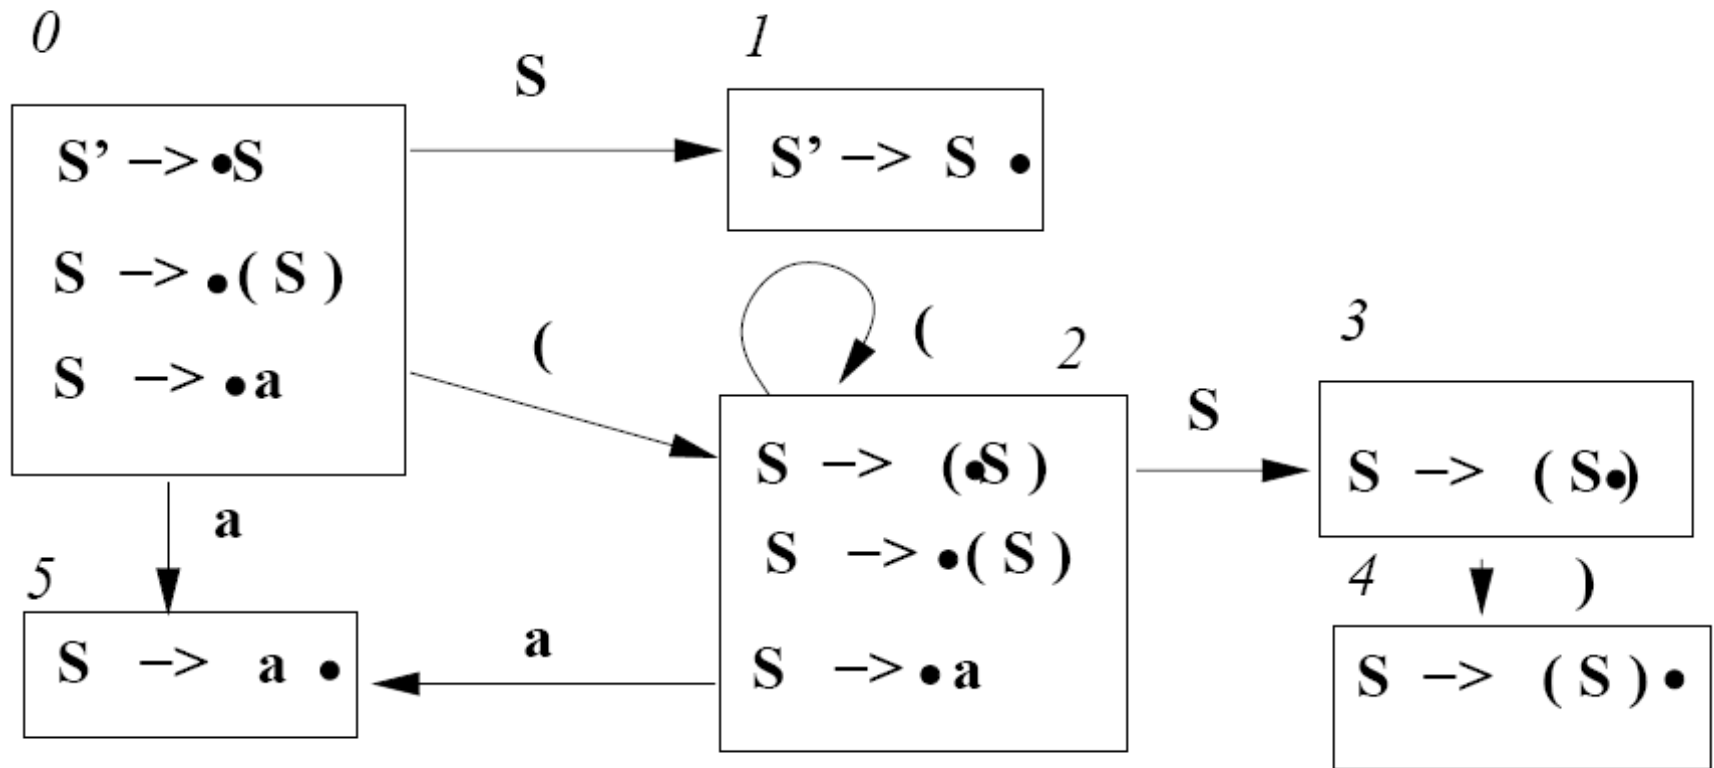 0
S' –> •S
S –> •( S )
S –> •a
S
1
S' –> S •
(
(
2
S –> (•S )
S –> •( S )
S –> •a
S
3
S –> ( S•)
4
)
S –> ( S ) •
a
5
S –> a •
a